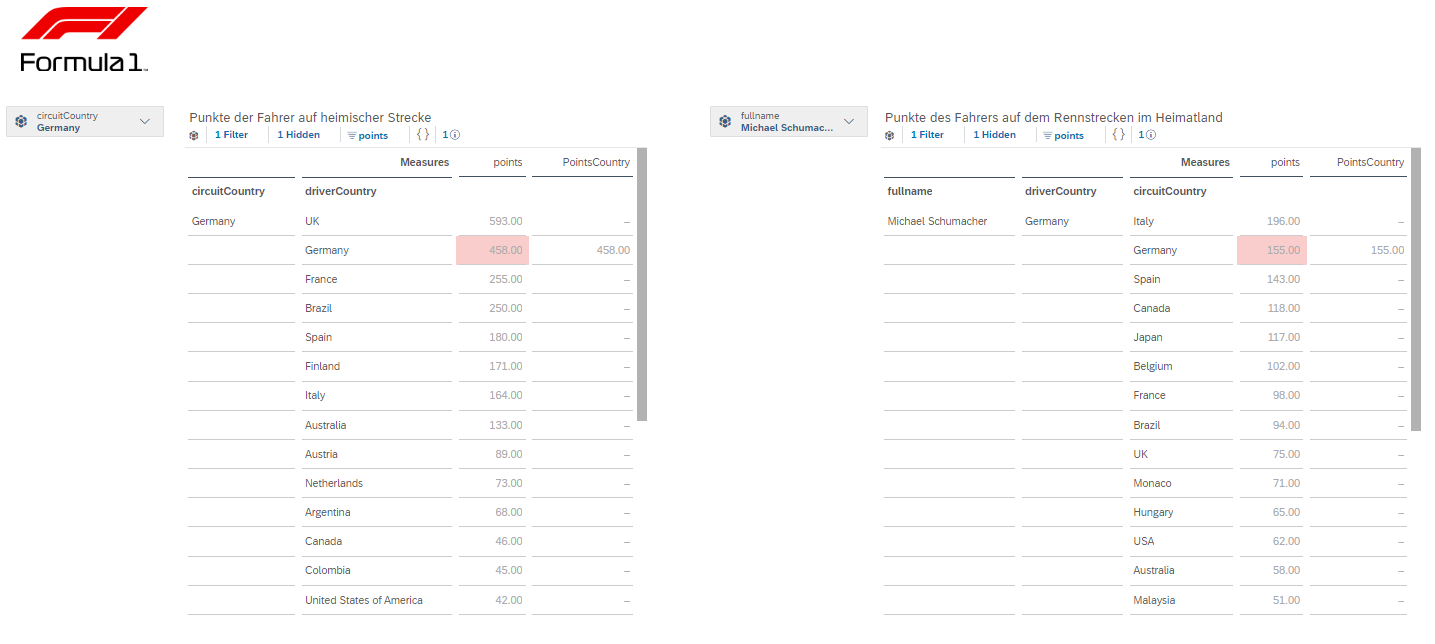 Formula 1
circuitCountry
Germany
Punkte der Fahrer auf heimischer Strecke
1 Filter 1 Hidden points { } 1
Measures points PointsCountry
circuitCountry driverCountry
Germany UK 593.00 –
Germany 458.00 458.00
France 255.00 –
Brazil 250.00 –
Spain 180.00 –
Finland 171.00 –
Italy 164.00 –
Australia 133.00 –
Austria 89.00 –
Netherlands 73.00 –
Argentina 68.00 –
Canada 46.00 –
Colombia 45.00 –
United States of America 42.00 –
fullname
Michael Schumac...
Punkte des Fahrers auf dem Rennstrecken im Heimatland
1 Filter 1 Hidden points { } 1
Measures points PointsCountry
fullname driverCountry circuitCountry
Michael Schumacher Germany Italy 196.00 –
Germany 155.00 155.00
Spain 143.00 –
Canada 118.00 –
Japan 117.00 –
Belgium 102.00 –
France 98.00 –
Brazil 94.00 –
UK 75.00 –
Monaco 71.00 –
Hungary 65.00 –
USA 62.00 –
Australia 58.00 –
Malaysia 51.00 –